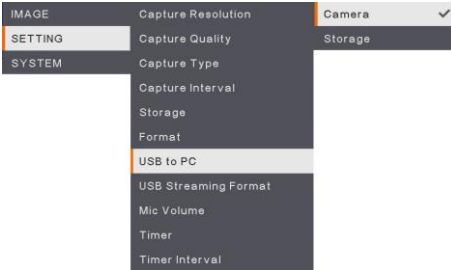 IMAGE
SETTING
SYSTEM
Capture Resolution
Capture Quality
Capture Type
Capture Interval
Storage
Format
USB to PC
USB Streaming Format
Mic Volume
Timer
Timer Interval
Camera
Storage